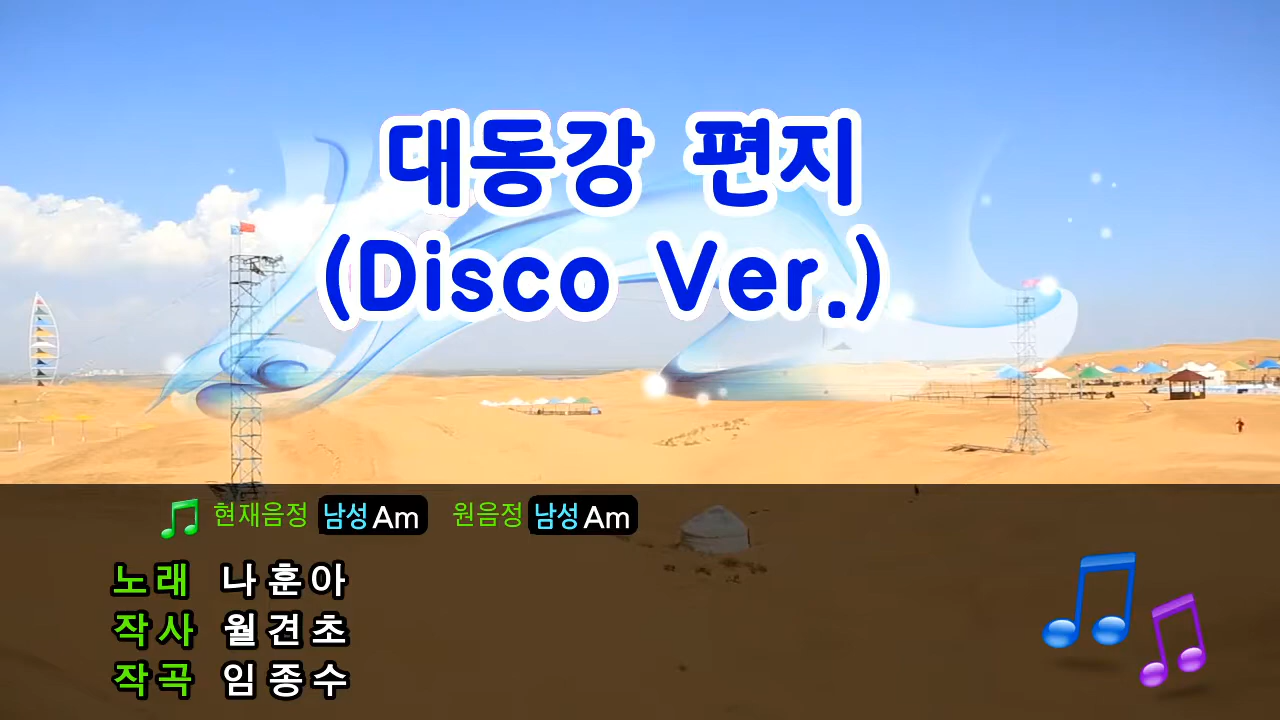 대동강 편지
(Disco Ver.)
현재음정 남성 Am 원음정 남성 Am
노래 나훈아
작사 월견초
작곡 임종수